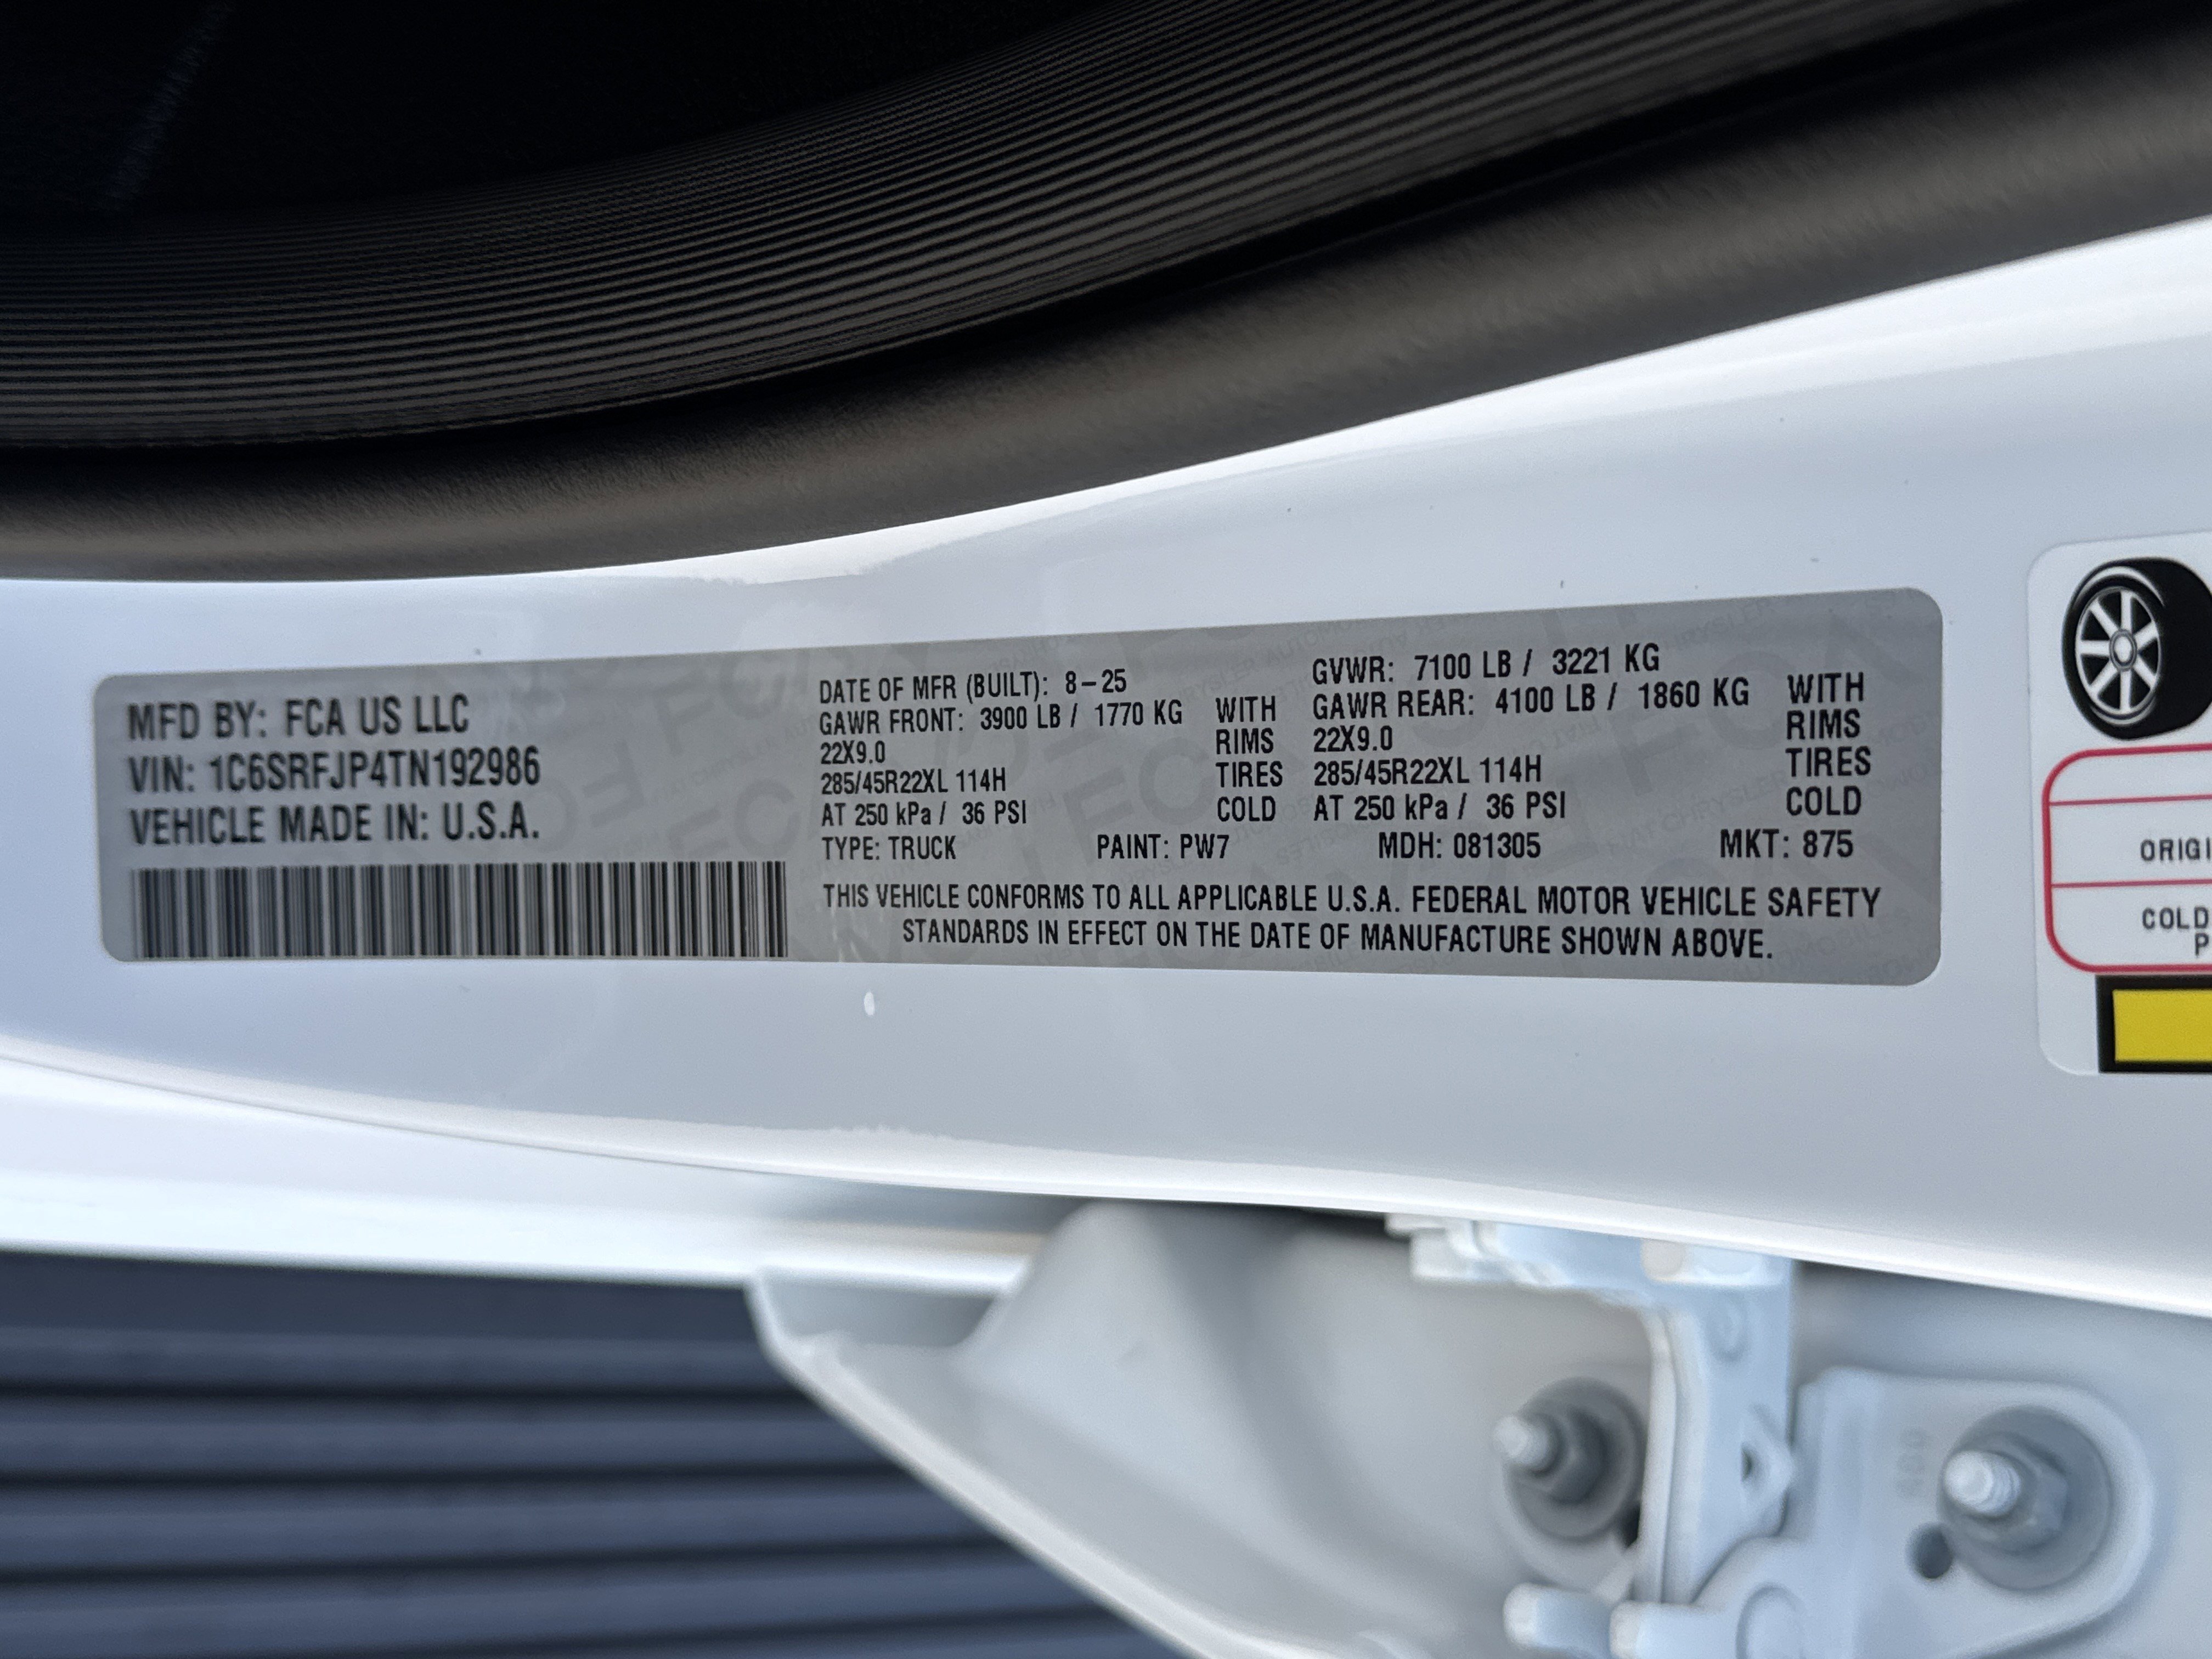 MFD BY: FCA US LLC
VIN: 1C6SRFJP4TN192986
VEHICLE MADE IN: U.S.A.
DATE OF MFR (BUILT): 8-25
GVWR: 7100 LB / 3221 KG
GAWR FRONT: 3900 LB / 1770 KG WITH GAWR REAR: 4100 LB / 1860 KG WITH
22X9.0 RIMS 22X9.0 RIMS
285/45R22XL 114H TIRES 285/45R22XL 114H TIRES
AT 250 kPa / 36 PSI COLD AT 250 kPa / 36 PSI COLD
TYPE: TRUCK PAINT: PW7 MDH: 081305 MKT: 875
THIS VEHICLE CONFORMS TO ALL APPLICABLE U.S.A. FEDERAL MOTOR VEHICLE SAFETY
STANDARDS IN EFFECT ON THE DATE OF MANUFACTURE SHOWN ABOVE.
ORIGI
COLD
P